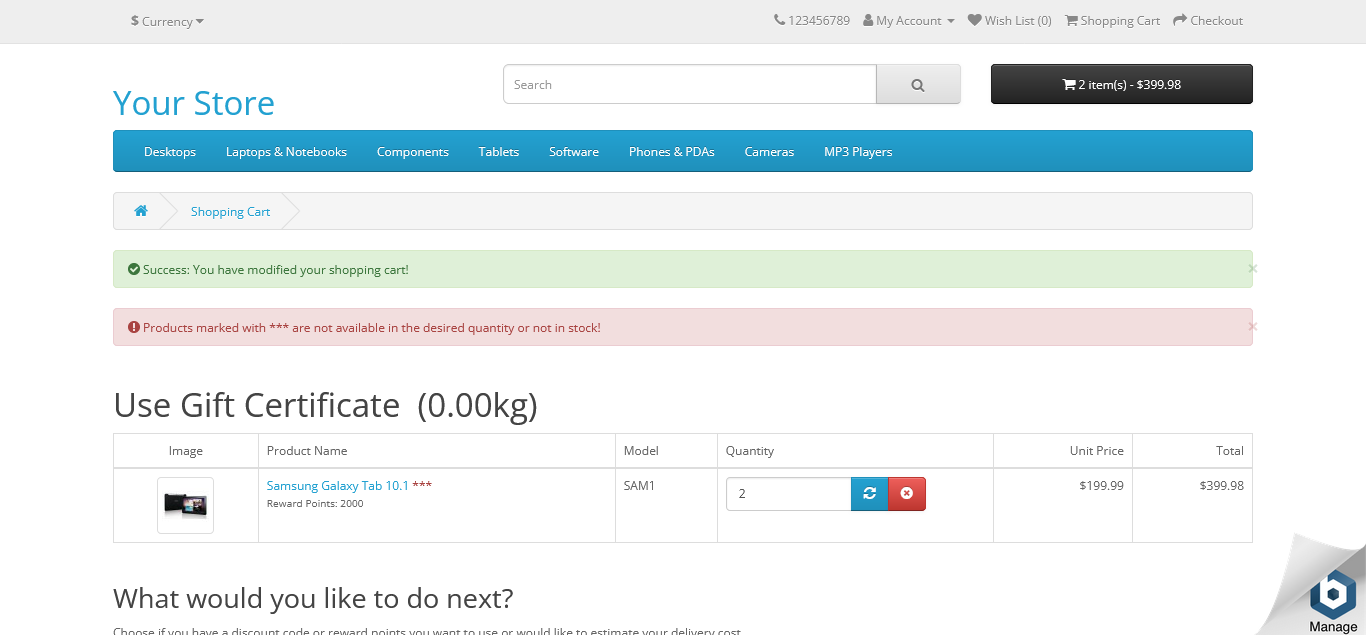 $ Currency
123456789 My Account Wish List (0) Shopping Cart Checkout
Your Store
Search
2 item(s) - $399.98
Desktops Laptops & Notebooks Components Tablets Software Phones & PDAs Cameras MP3 Players
Shopping Cart
Success: You have modified your shopping cart! ×
Products marked with *** are not available in the desired quantity or not in stock! ×
Use Gift Certificate (0.00kg)
Image Product Name Model Quantity Unit Price Total
Samsung Galaxy Tab 10.1 *** SAM1 2 $199.99 $399.98
Reward Points: 2000
What would you like to do next?
Choose if you have a discount code or reward points you want to use or would like to estimate your delivery cost.
Manage